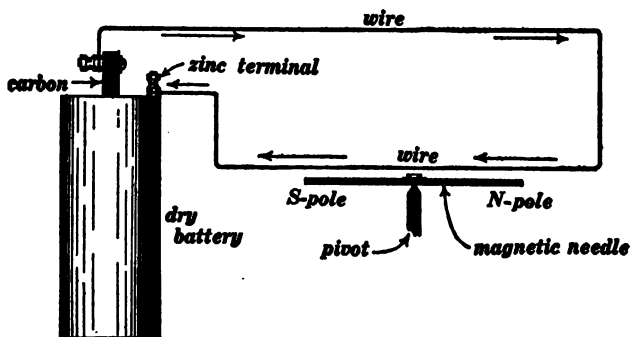 wire
zinc terminal
carbon
wire
S-pole
N-pole
dry
battery
pivot
magnetic needle